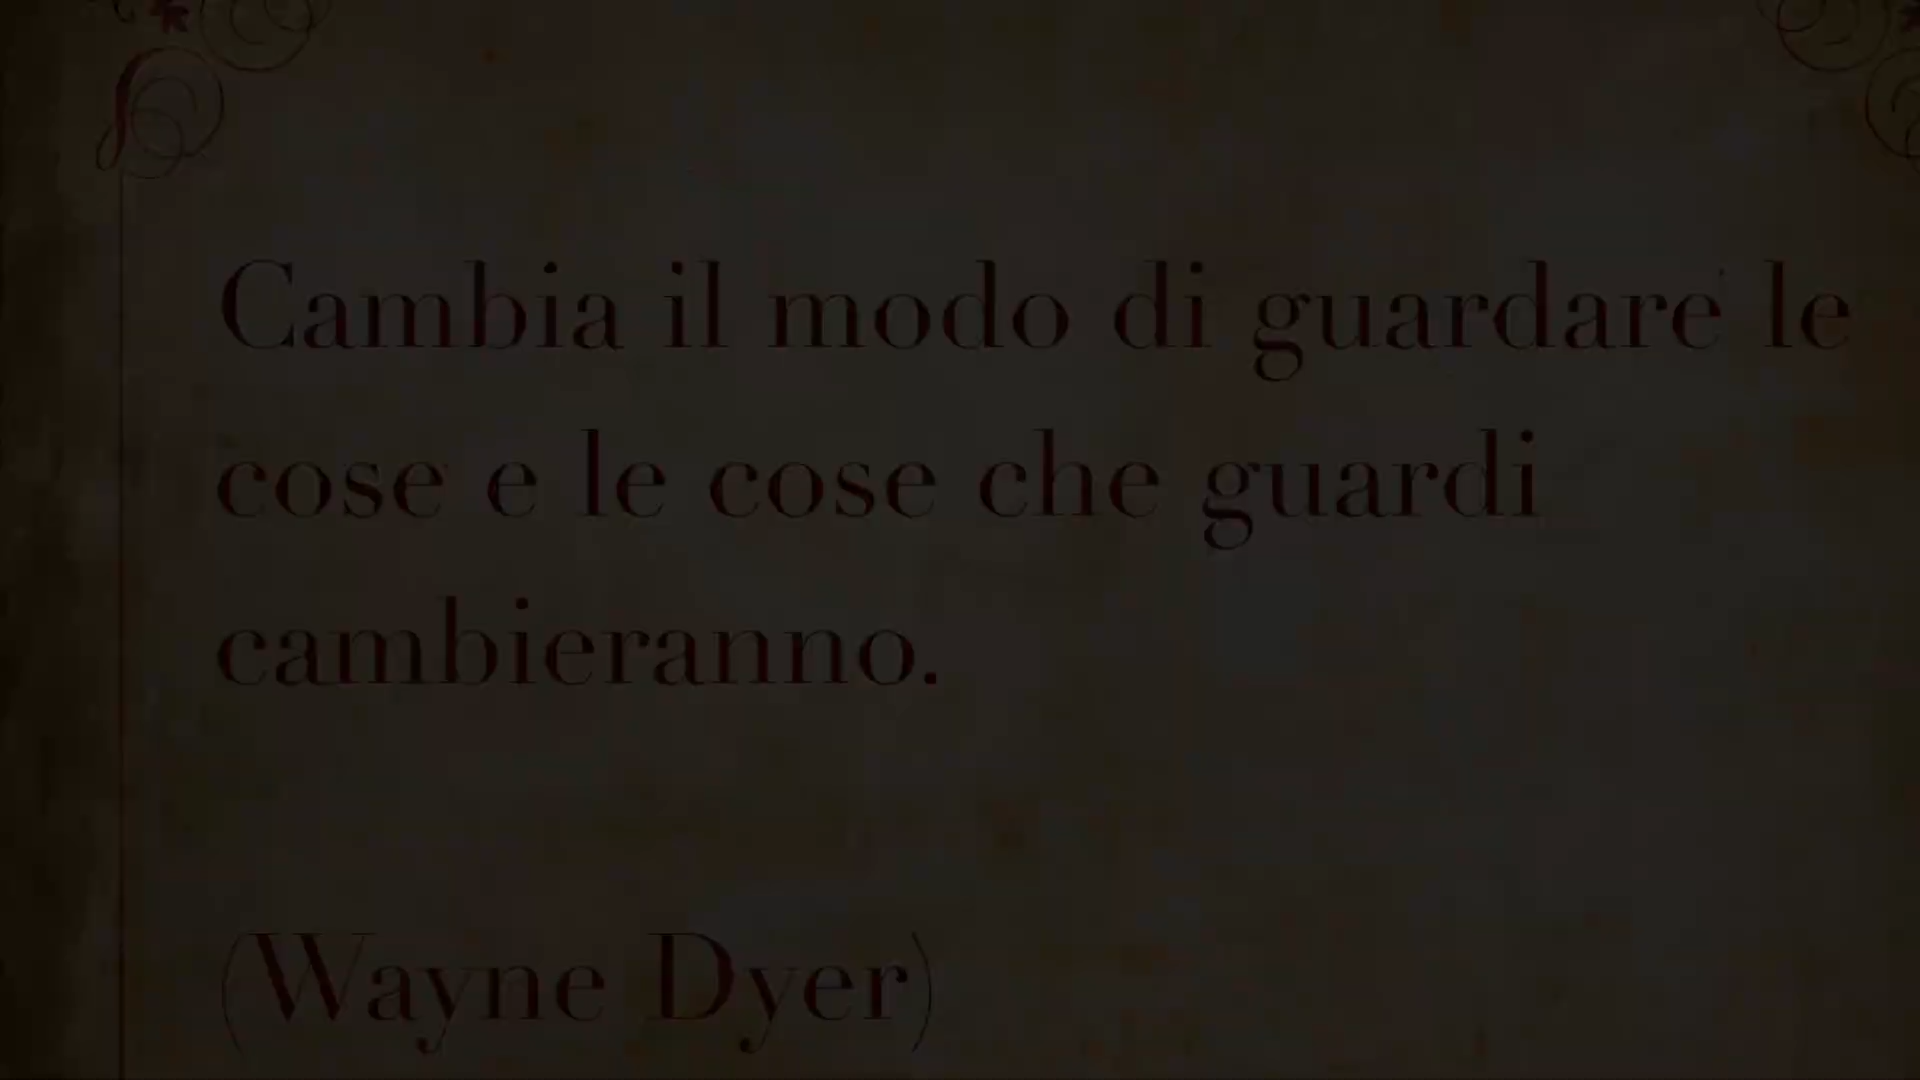 Cambia il modo di guardare le
cose e le cose che guardi
cambieranno.
(Wayne Dyer)